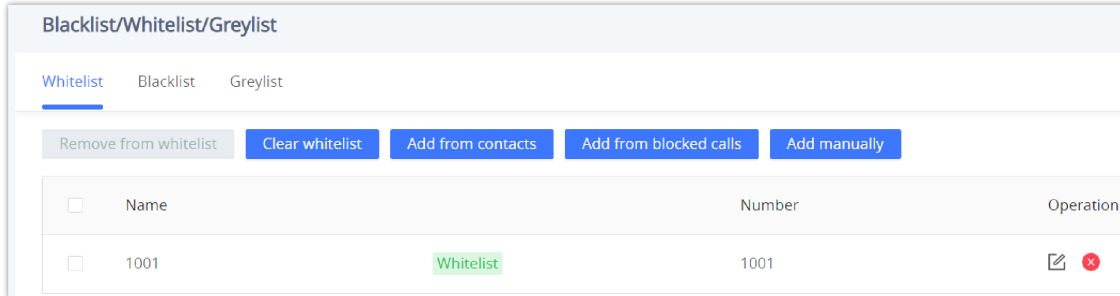 Blacklist/Whitelist/Greylist
Whitelist Blacklist Greylist
Remove from whitelist Clear whitelist Add from contacts Add from blocked calls Add manually
Name Number Operation
1001 Whitelist 1001